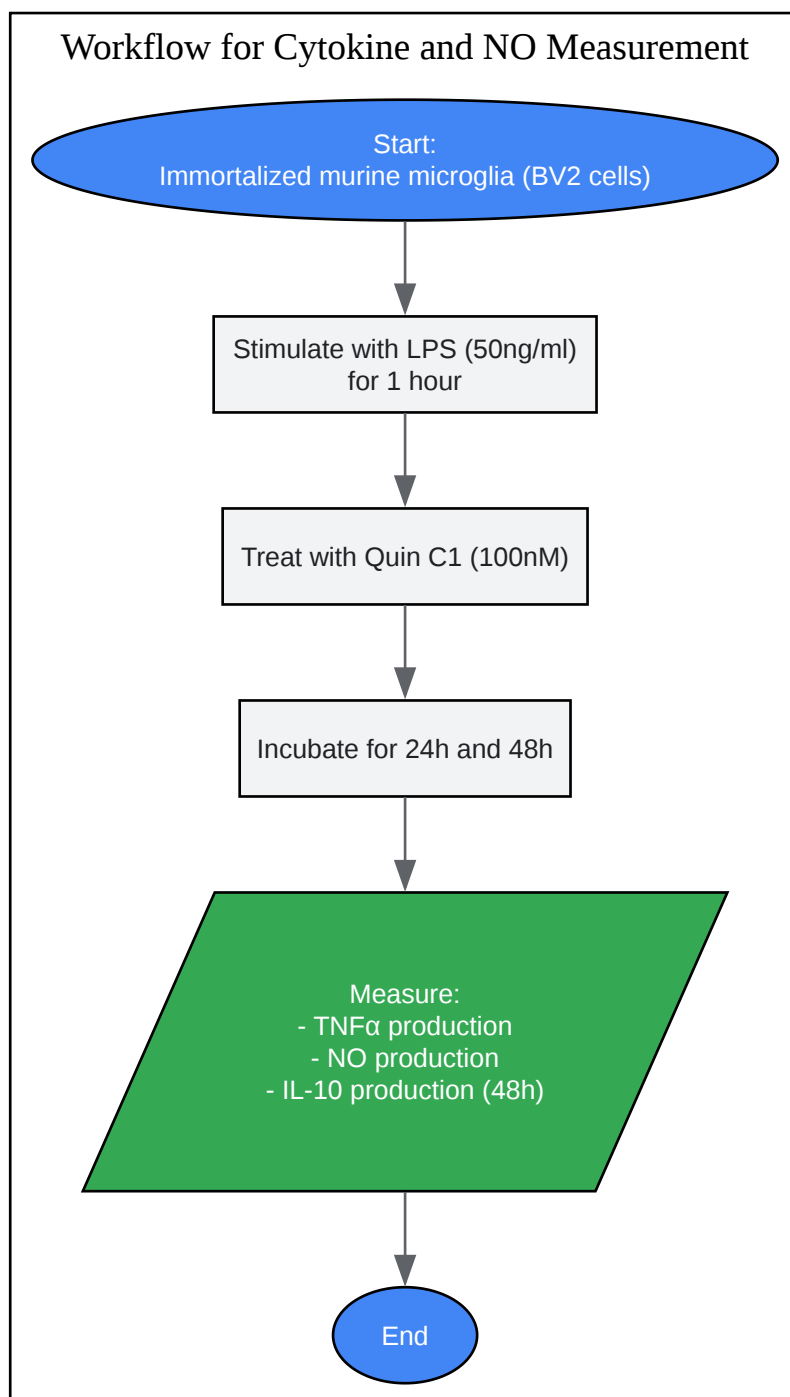 Workflow for Cytokine and NO Measurement
Start:
Immortalized murine microglia (BV2 cells)
Stimulate with LPS (50ng/ml)
for 1 hour
Treat with Quin C1 (100nM)
Incubate for 24h and 48h
Measure:
- TNFα production
- NO production
- IL-10 production (48h)
End